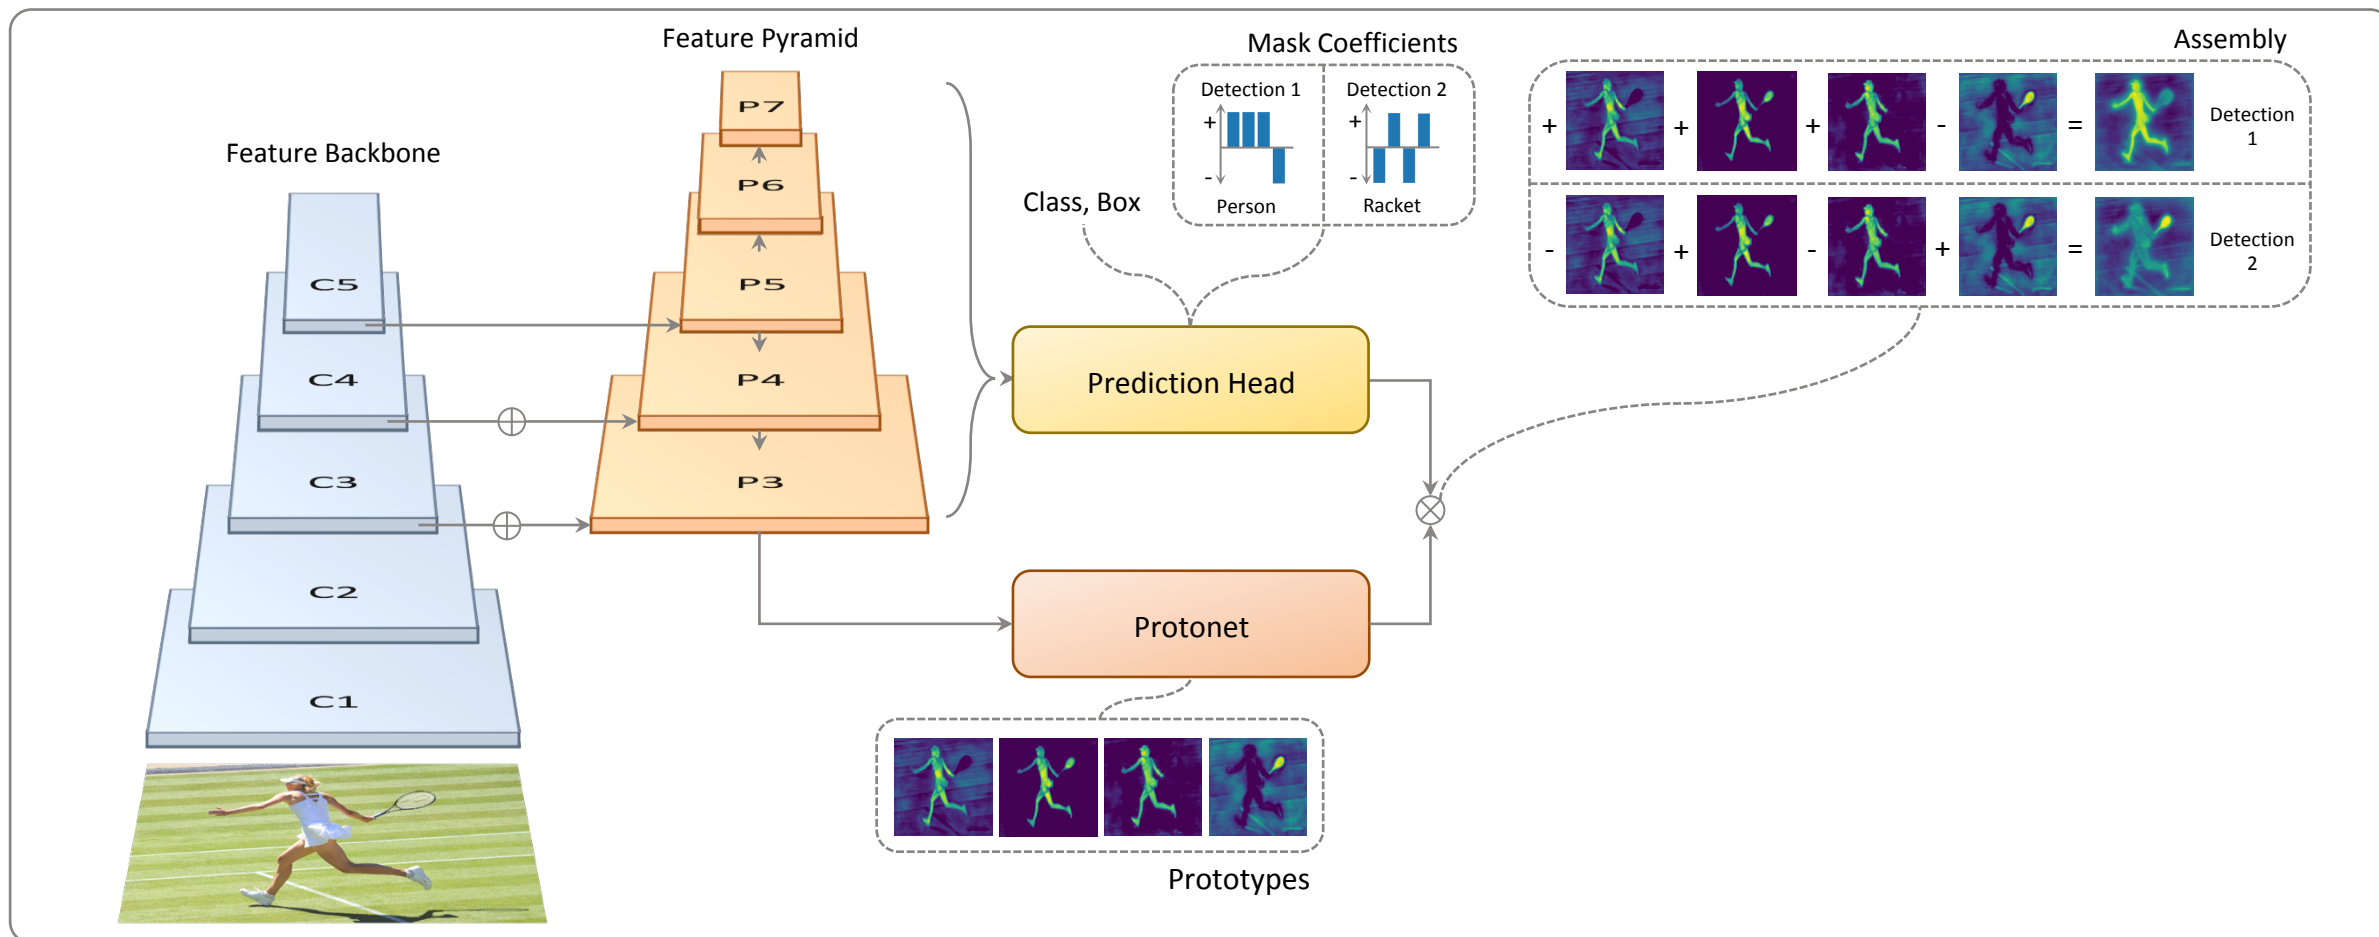 Feature Pyramid
Mask Coefficients
Assembly
Feature Backbone
P7
P6
P5
P4
P3
C5
C4
C3
C2
C1
Class, Box
Detection 1
+
-
Person
Detection 2
+
-
Racket
+ + + - =
Detection
1
- + - + =
Detection
2
Prediction Head
Protonet
Prototypes